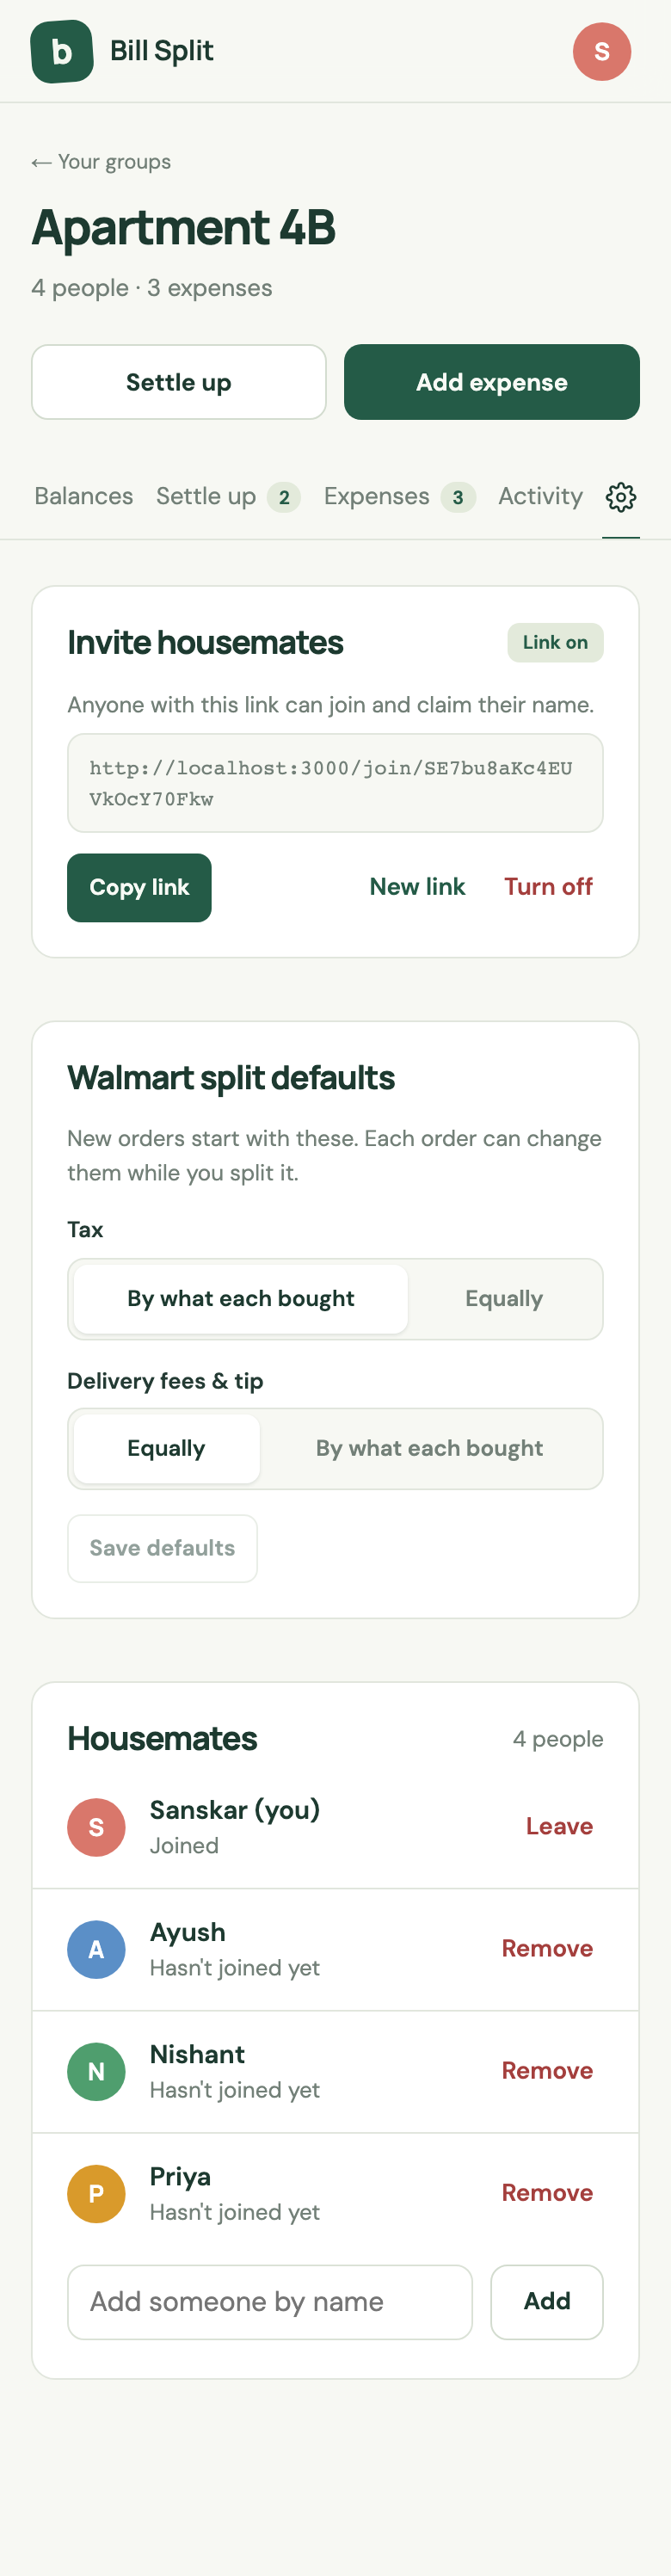 b Bill Split S
← Your groups
Apartment 4B
4 people · 3 expenses
Settle up Add expense
Balances Settle up 2 Expenses 3 Activity
Invite housemates Link on
Anyone with this link can join and claim their name.
http://localhost:3000/join/SE7bu8aKc4EU
VkOcY70Fkw
Copy link New link Turn off
Walmart split defaults
New orders start with these. Each order can change
them while you split it.
Tax
By what each bought Equally
Delivery fees & tip
Equally By what each bought
Save defaults
Housemates 4 people
S Sanskar (you) Leave
Joined
A Ayush Remove
Hasn't joined yet
N Nishant Remove
Hasn't joined yet
P Priya Remove
Hasn't joined yet
Add someone by name Add